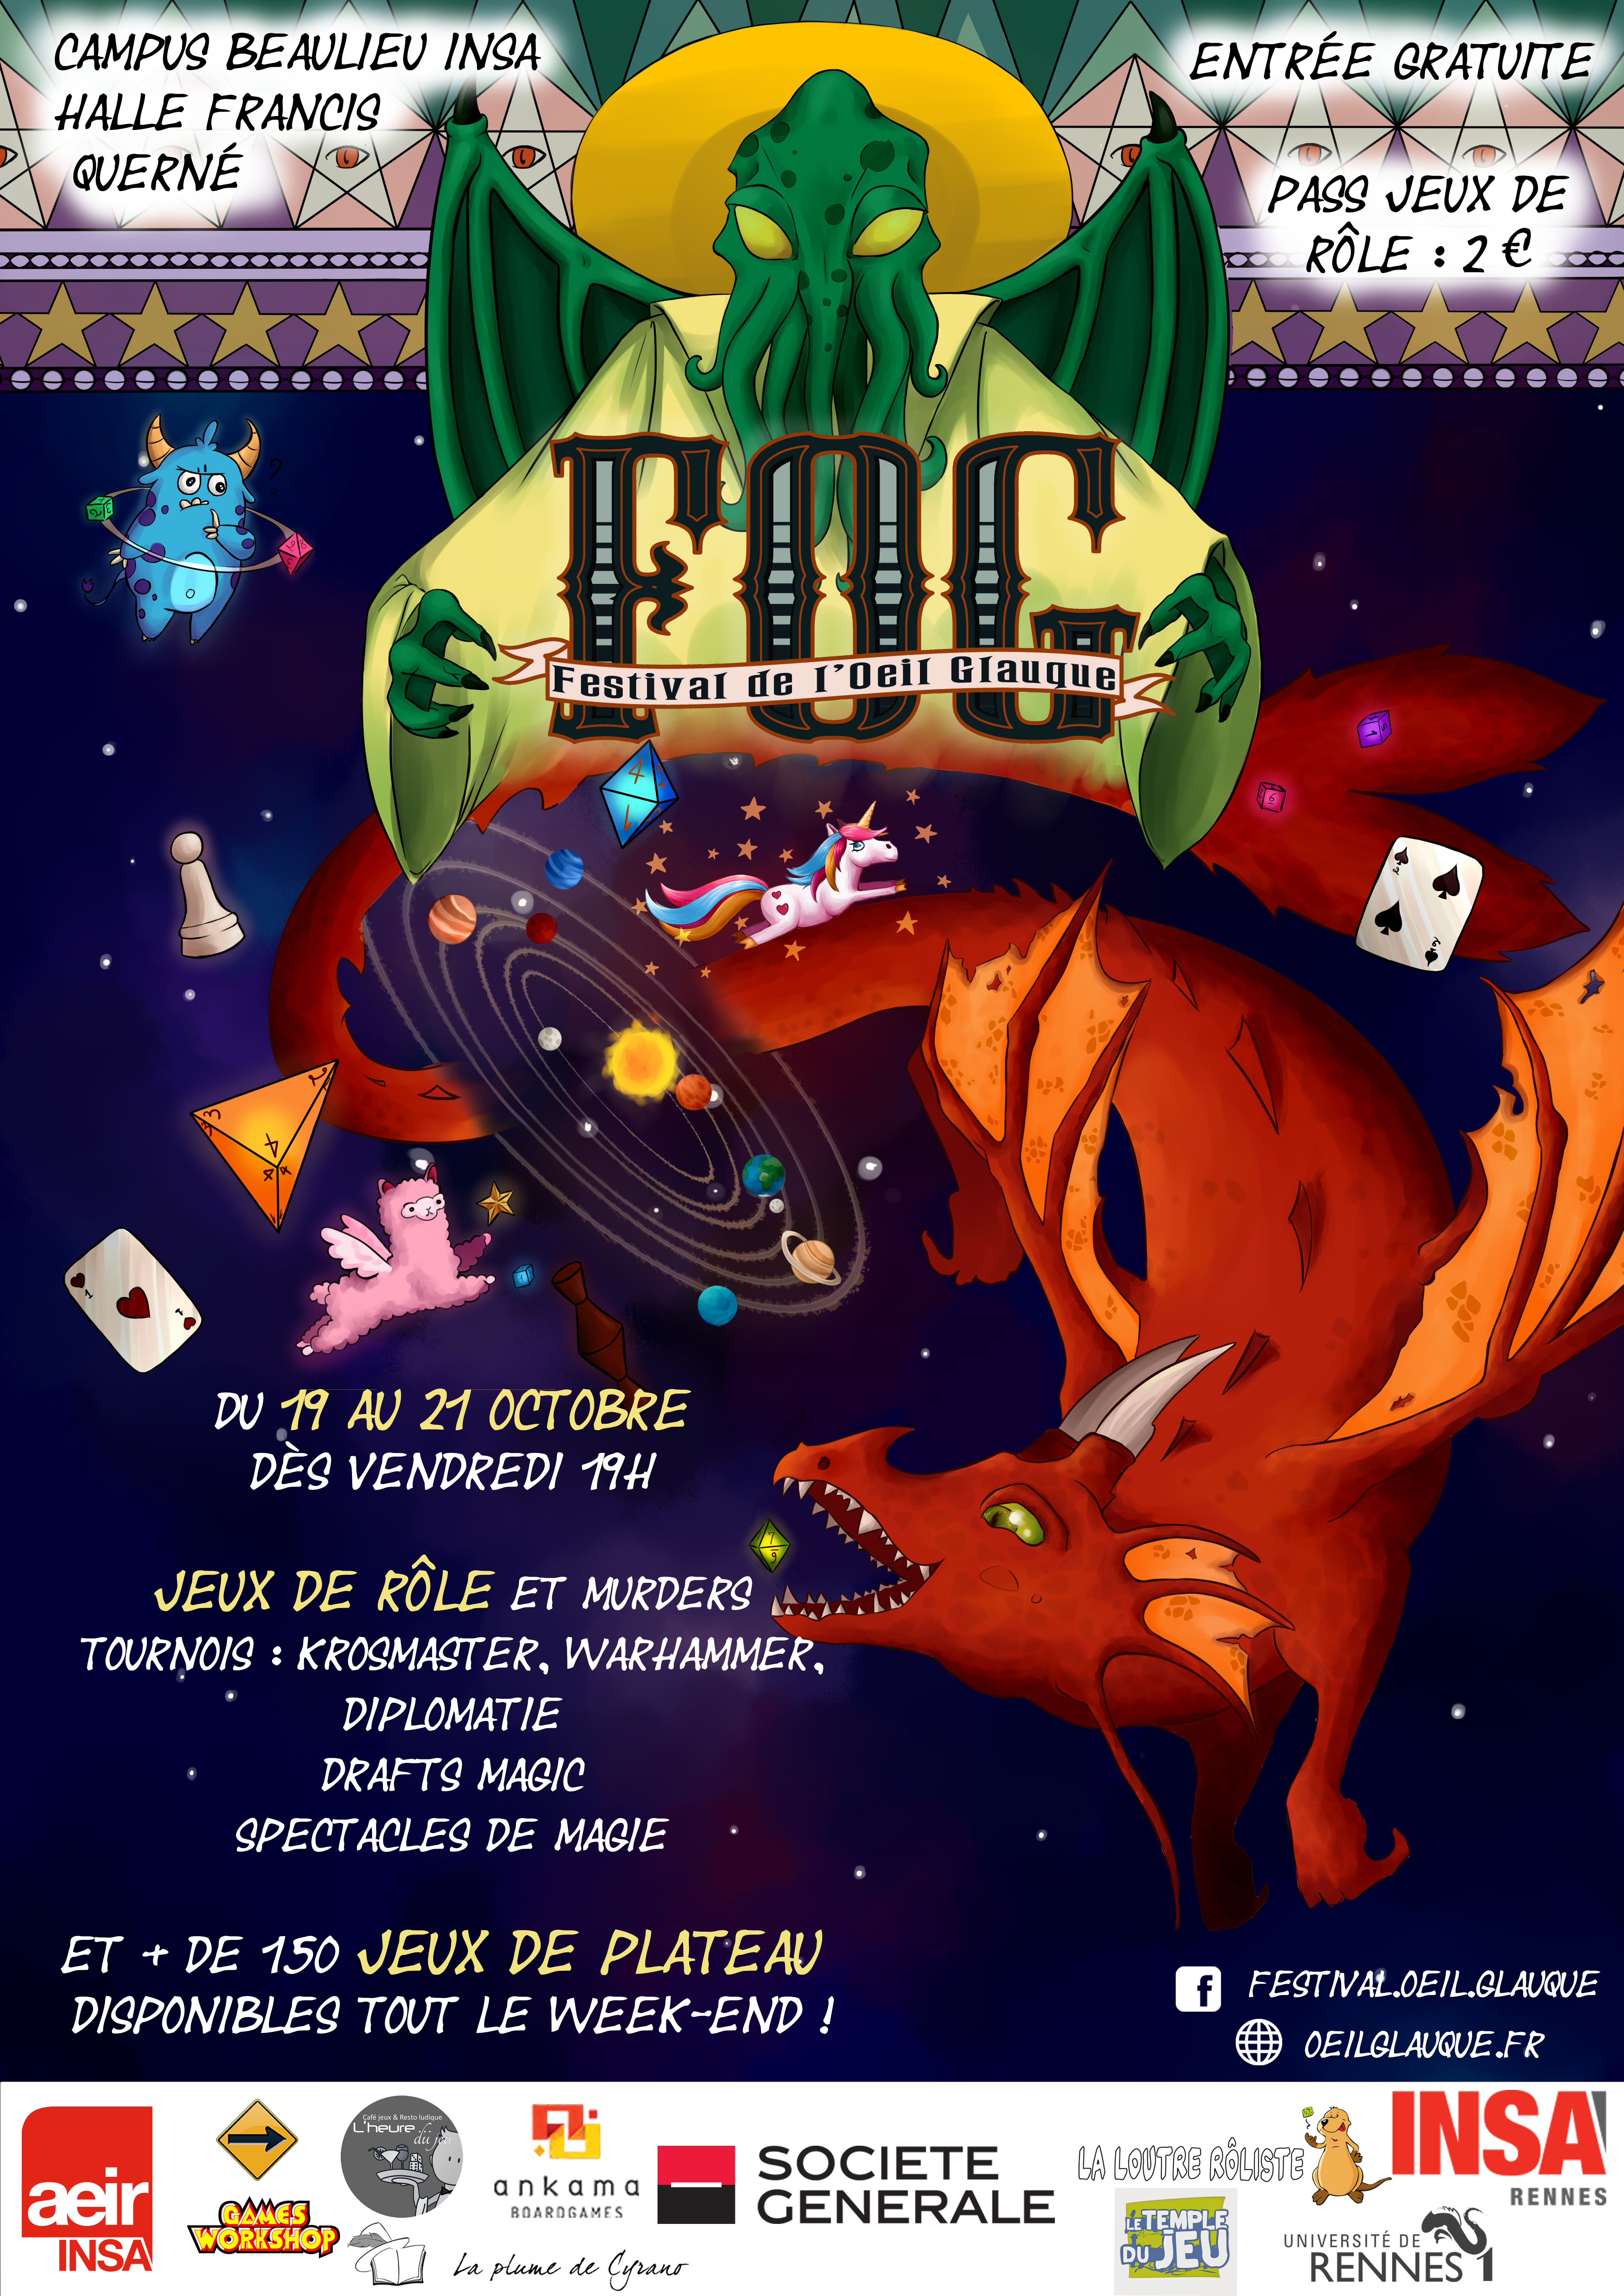 CAMPUS BEAULIEU INSA
HALLE FRANCIS
QUERNÉ
ENTRÉE GRATUITE
PASS JEUX DE
RÔLE : 2 €
FOG
Festival de l'Oeil Glauque
DU 19 AU 21 OCTOBRE
DÈS VENDREDI 19H
JEUX DE RÔLE ET MURDERS
TOURNOIS : KROSMASTER, WARHAMMER,
DIPLOMATIE
DRAFTS MAGIC
SPECTACLES DE MAGIE
ET + DE 150 JEUX DE PLATEAU
DISPONIBLES TOUT LE WEEK-END !
FESTIVAL.OEIL.GLAUQUE
OEILGLAUQUE.FR
aeir
INSA
GAMES
WORKSHOP
Café jeux & Resto ludique
L'heure
du jeu
ankama
BOARDGAMES
La plume de Cyrano
SOCIETE
GENERALE
LA LOUTRE RÔLISTE
LE TEMPLE
DU JEU
INSA
RENNES
UNIVERSITÉ DE
RENNES 1